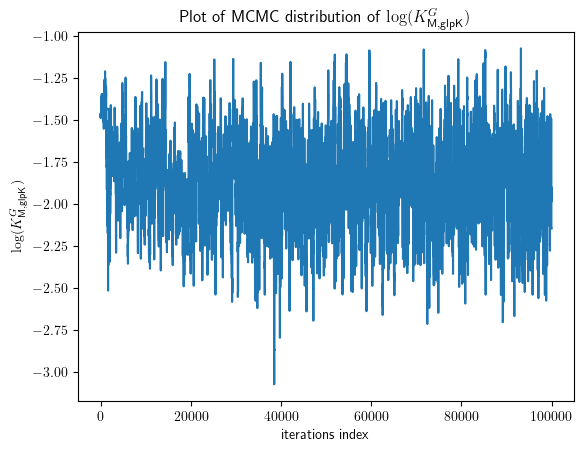 Plot of MCMC distribution of log(K^G_M,glpK)
−1.00
−1.25
−1.50
−1.75
−2.00
−2.25
−2.50
−2.75
−3.00
log(K^G_M,glpK)
0 20000 40000 60000 80000 100000
iterations index